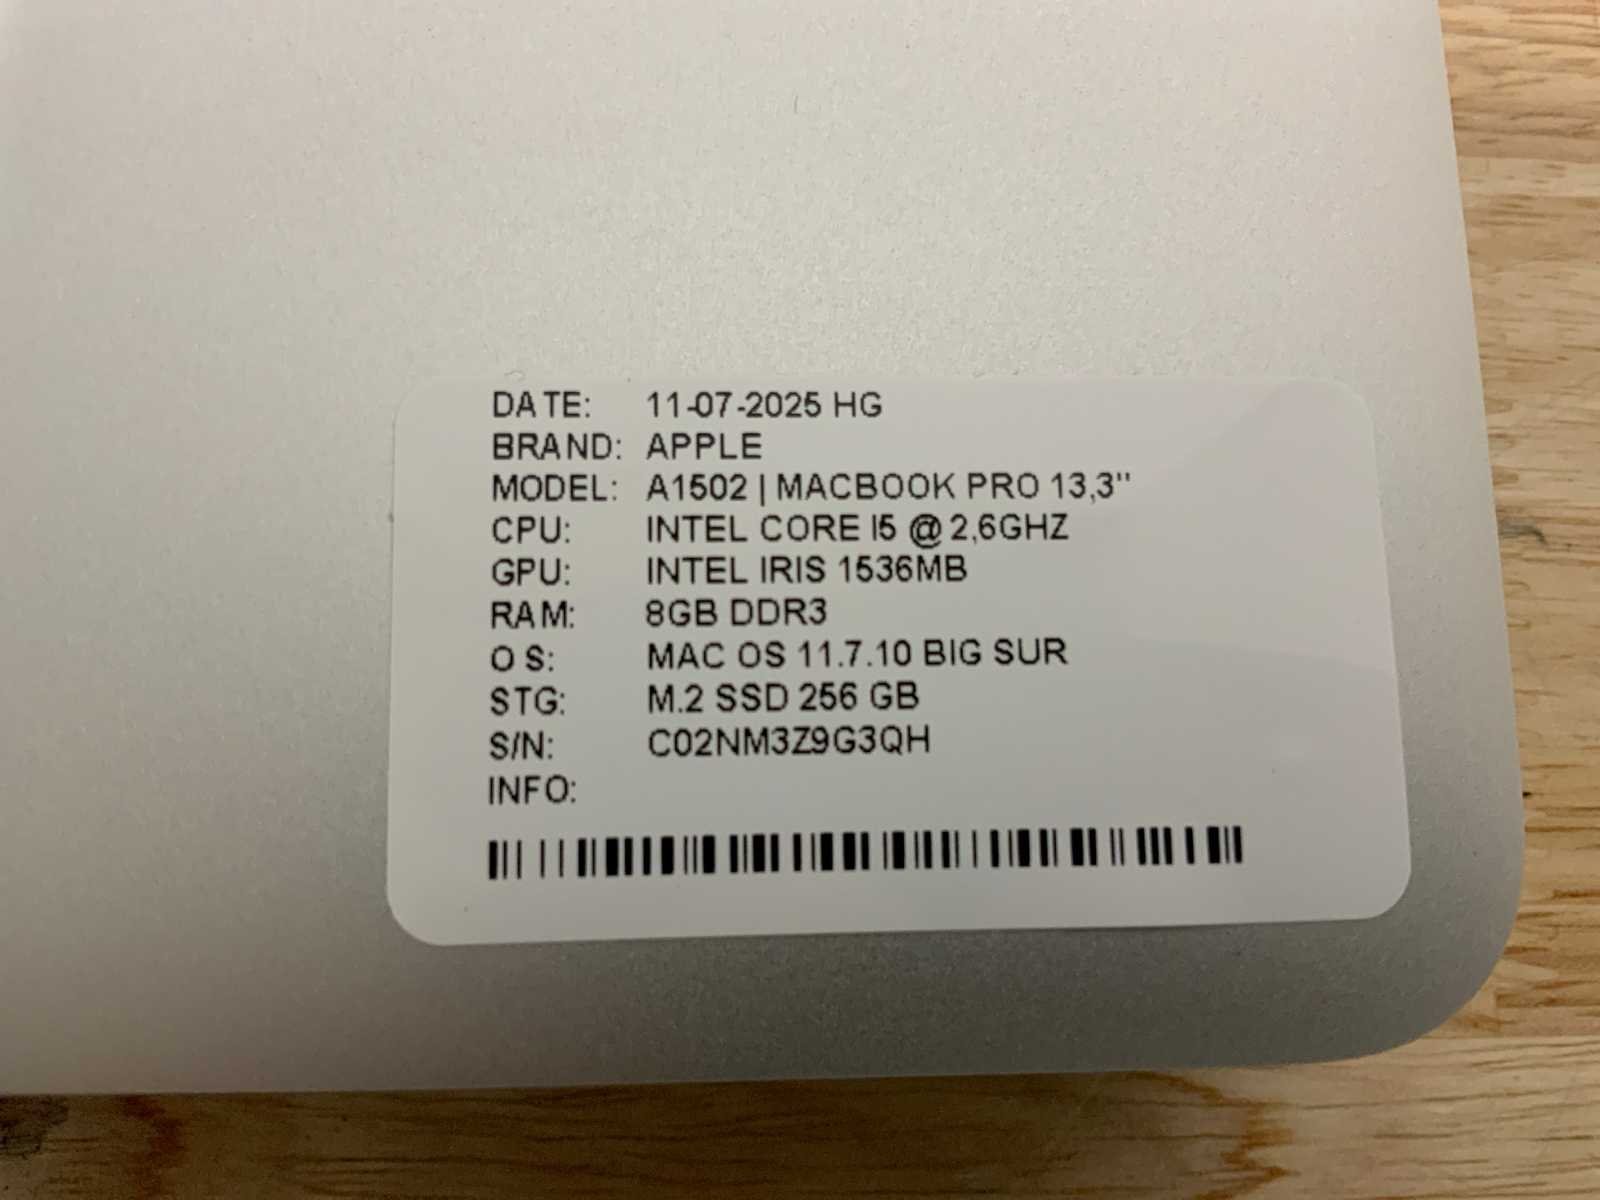 DATE: 11-07-2025 HG
BRAND: APPLE
MODEL: A1502 | MACBOOK PRO 13,3"
CPU: INTEL CORE I5 @ 2,6GHZ
GPU: INTEL IRIS 1536MB
RAM: 8GB DDR3
OS: MAC OS 11.7.10 BIG SUR
STG: M.2 SSD 256 GB
S/N: C02NM3Z9G3QH
INFO: